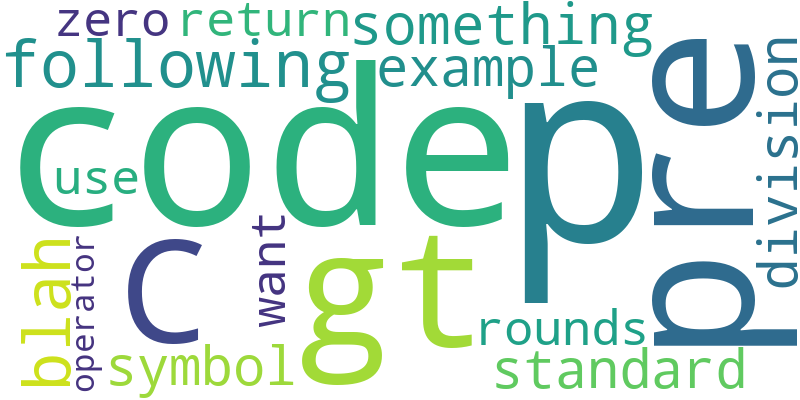 zero return something
following example
code p pre
division
use
blah operator C want gt
rounds
symbol standard